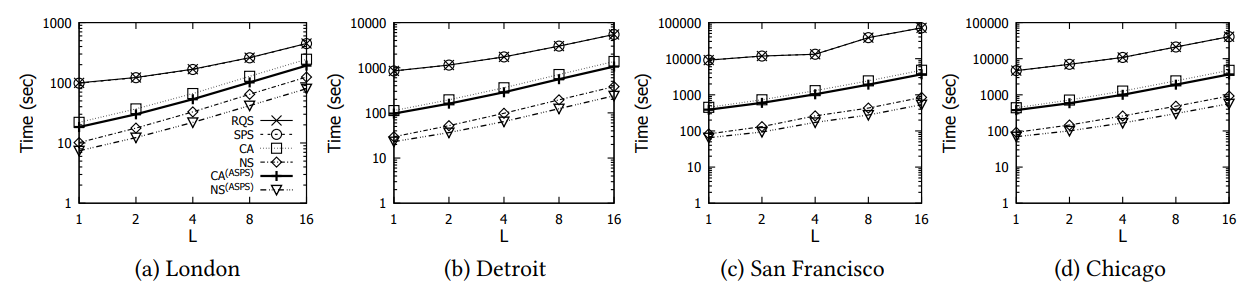 1000
100
10
1
Time (sec)
1 2 4 8 16
L
RQS
SPS
CA
NS
CA(ASPS)
NS(ASPS)
(a) London
10000
1000
100
10
1
Time (sec)
1 2 4 8 16
L
(b) Detroit
100000
10000
1000
100
10
1
Time (sec)
1 2 4 8 16
L
(c) San Francisco
100000
10000
1000
100
10
1
Time (sec)
1 2 4 8 16
L
(d) Chicago